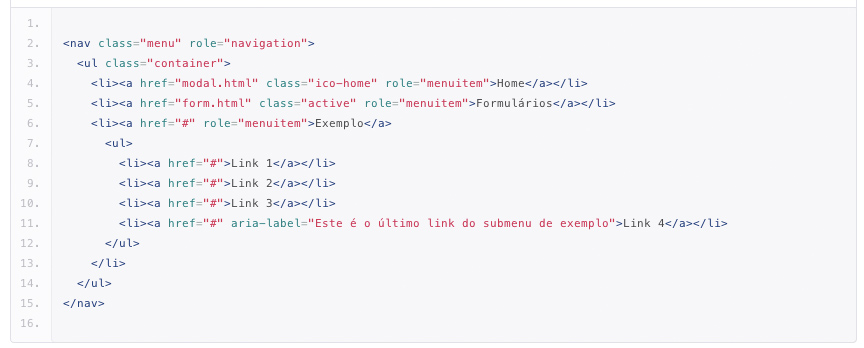 1.
2. <nav class="menu" role="navigation">
3. <ul class="container">
4. <li><a href="modal.html" class="ico-home" role="menuitem">Home</a></li>
5. <li><a href="form.html" class="active" role="menuitem">Formulários</a></li>
6. <li><a href="#" role="menuitem">Exemplo</a>
7. <ul>
8. <li><a href="#">Link 1</a></li>
9. <li><a href="#">Link 2</a></li>
10. <li><a href="#">Link 3</a></li>
11. <li><a href="#" aria-label="Este é o último link do submenu de exemplo">Link 4</a></li>
12. </ul>
13. </li>
14. </ul>
15. </nav>
16.